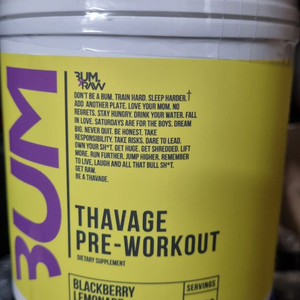 BUM
RAW
DON'T BE A BUM. TRAIN HARD. SLEEP HARDER.†
ADD ANOTHER PLATE. LOVE YOUR MOM. NO
REGRETS. STAY HUNGRY. DRINK YOUR WATER. FALL
IN LOVE. SATURDAYS ARE FOR THE BOYS. DREAM
BIG. NEVER QUIT. BE HONEST. TAKE
RESPONSIBILITY. TAKE RISKS. DARE TO LEAD.
OWN YOUR SH*T. GET HUGE. GET SHREDDED. LIFT
MORE. RUN FURTHER. JUMP HIGHER. REMEMBER
TO LIVE, LAUGH AND ALL THAT BULL SH*T.
GET RAW.
BE A THAVAGE.
BUM
THAVAGE
PRE-WORKOUT
DIETARY SUPPLEMENT
BLACKBERRY
LEMONADE
SERVINGS